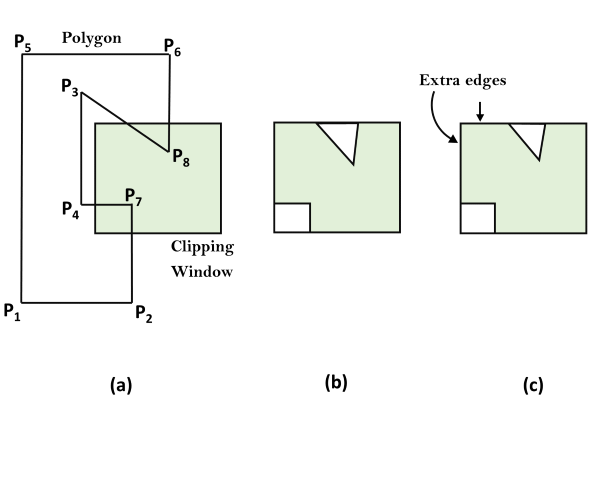 P5 Polygon P6
P3
P8
P7
P4
Clipping
Window
P1 P2
Extra edges
(a) (b) (c)